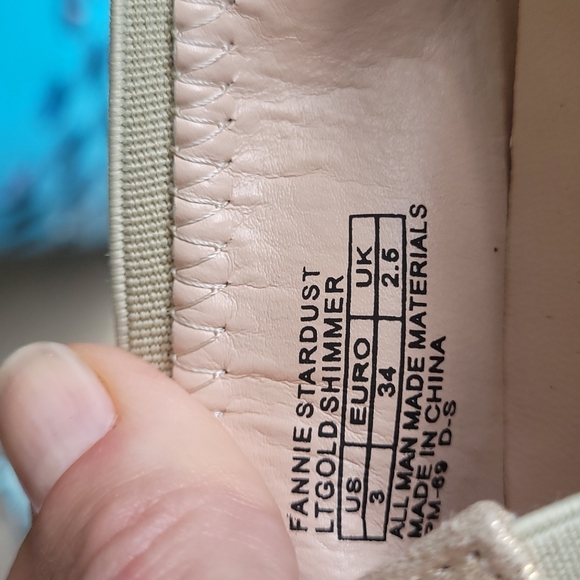 FANNIE STARDUST
LTGOLD SHIMMER
US EURO UK
3 34 2.5
ALL MAN MADE MATERIALS
MADE IN CHINA
PM-69 D-S